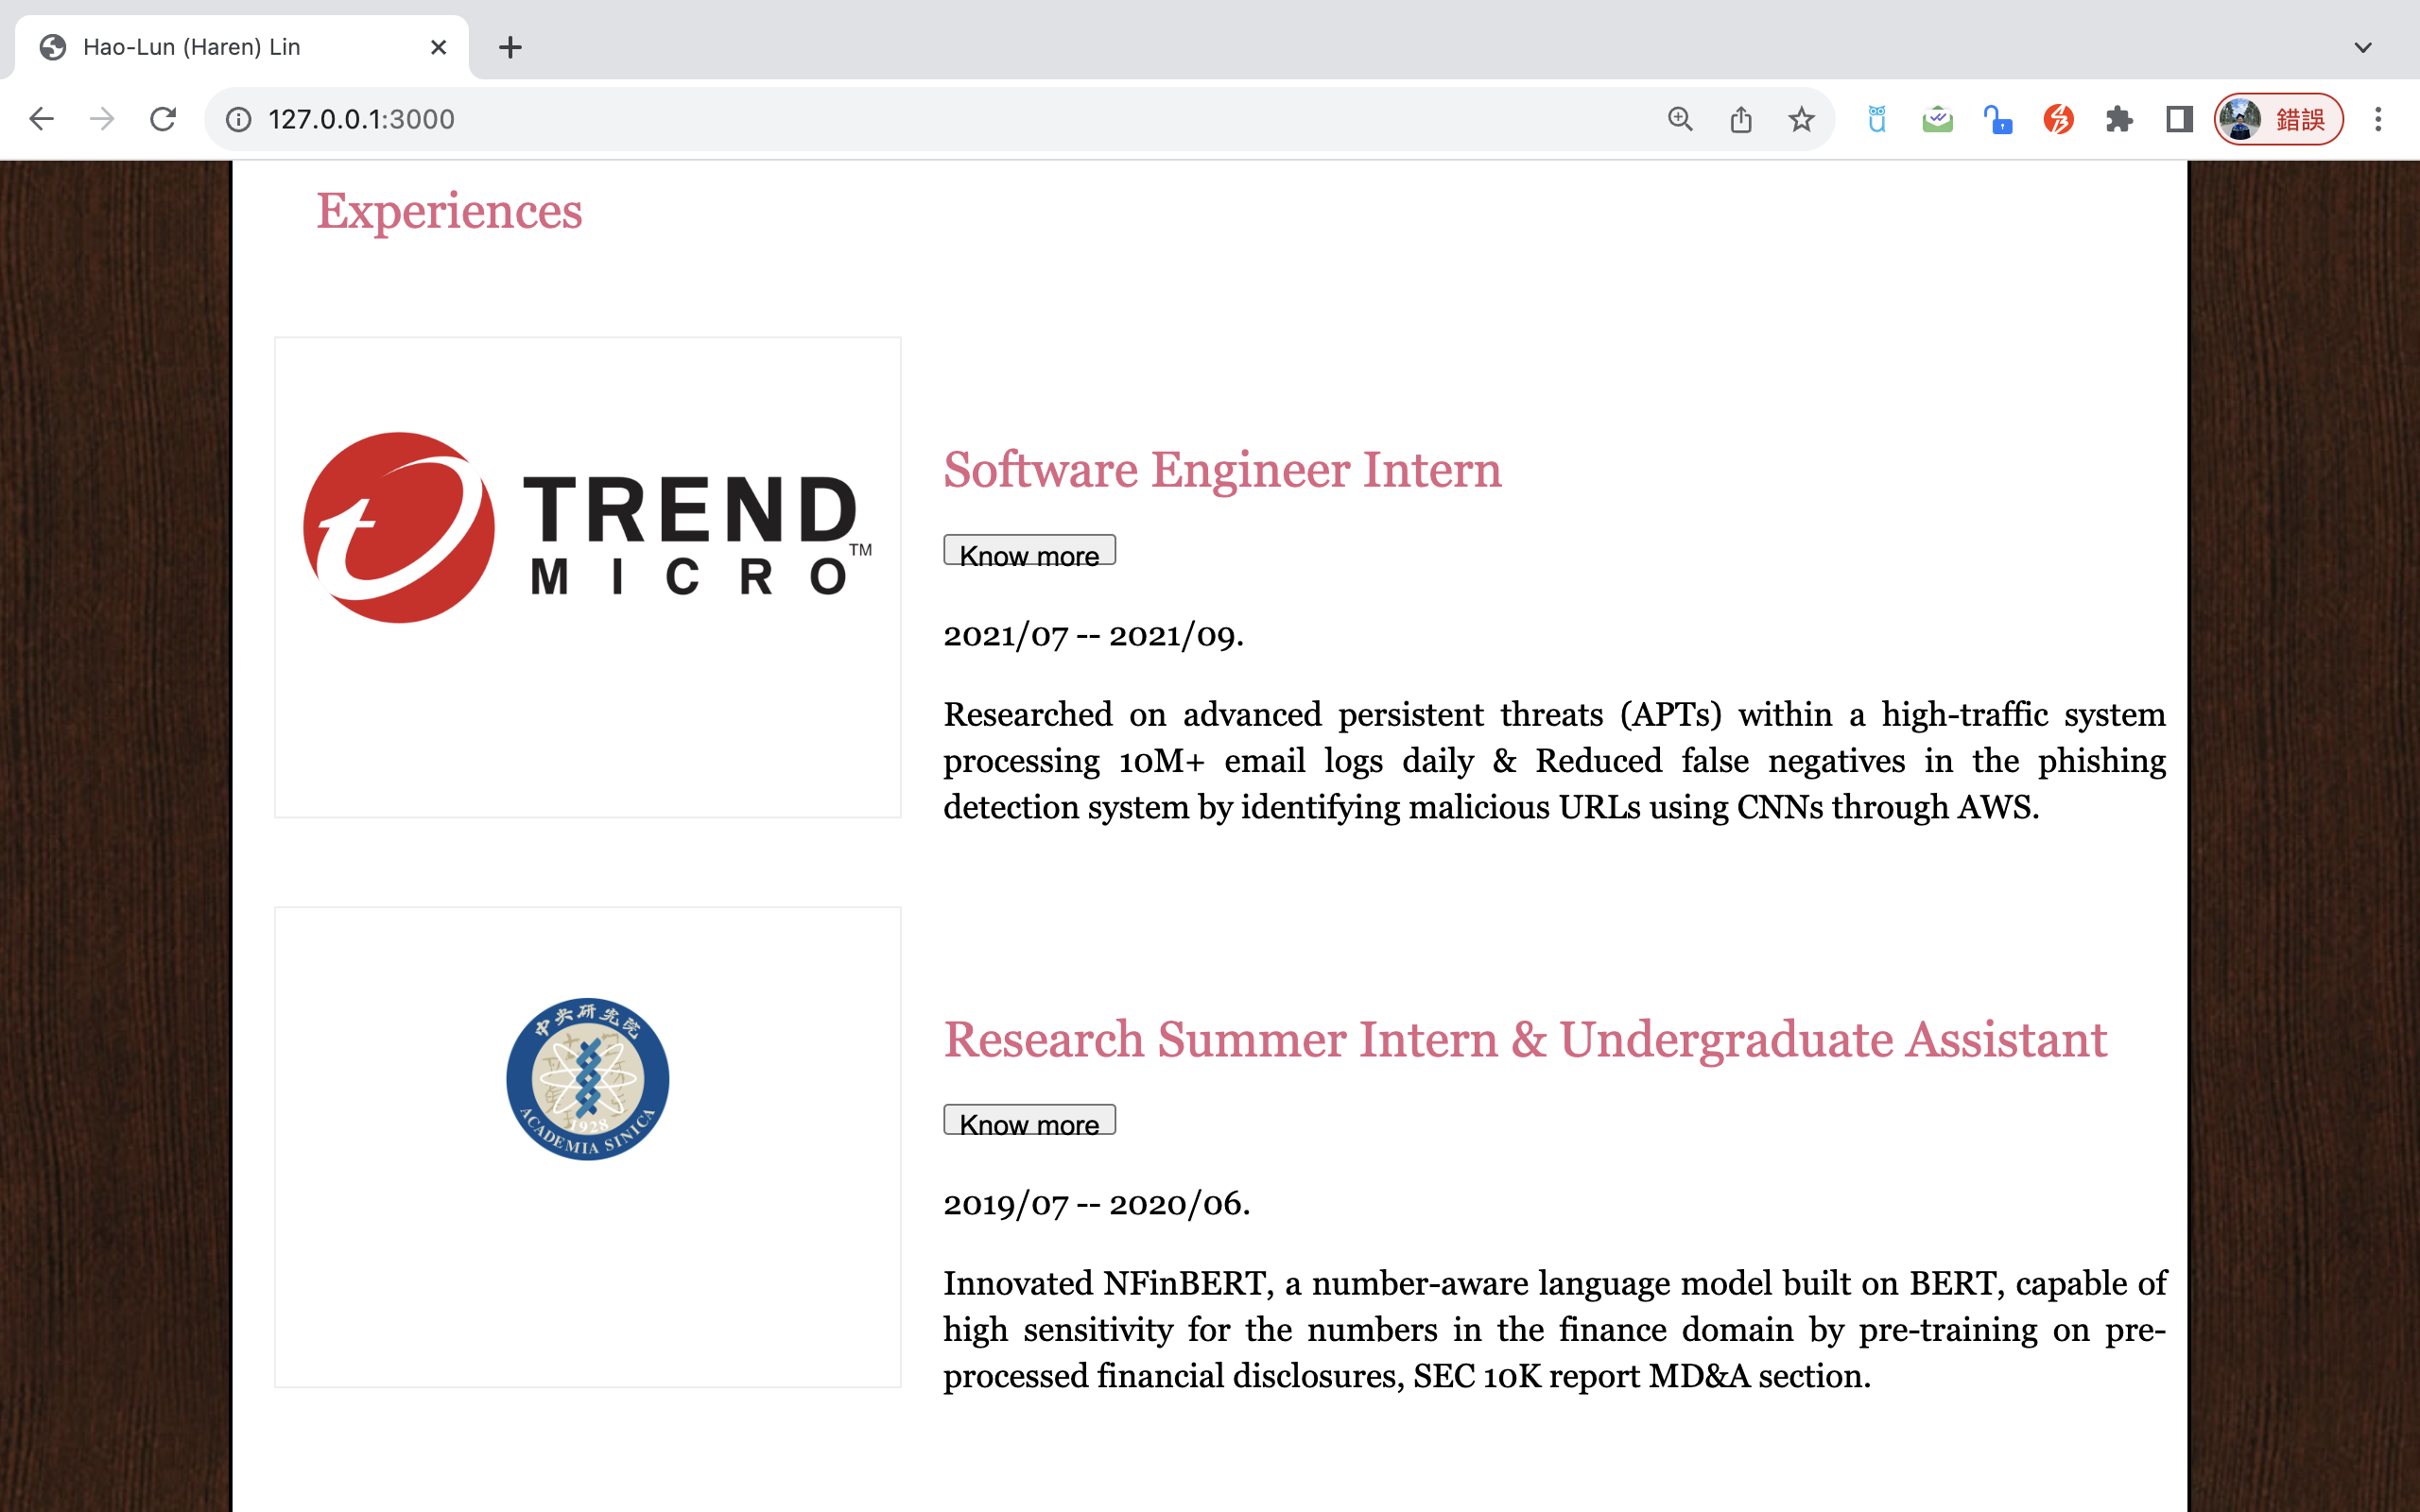 Hao-Lun (Haren) Lin
127.0.0.1:3000
錯誤
Experiences
TREND
MICRO™
Software Engineer Intern
Know more
2021/07 -- 2021/09.
Researched on advanced persistent threats (APTs) within a high-traffic system
processing 10M+ email logs daily & Reduced false negatives in the phishing
detection system by identifying malicious URLs using CNNs through AWS.
中央研究院
1928
ACADEMIA SINICA
Research Summer Intern & Undergraduate Assistant
Know more
2019/07 -- 2020/06.
Innovated NFinBERT, a number-aware language model built on BERT, capable of
high sensitivity for the numbers in the finance domain by pre-training on pre-
processed financial disclosures, SEC 10K report MD&A section.